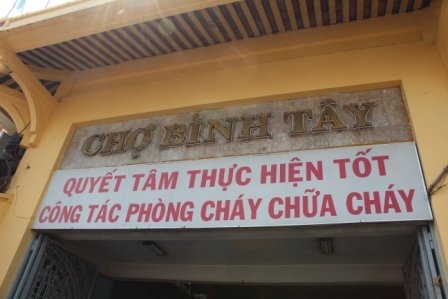 CHỢ BÌNH TÂY
QUYẾT TÂM THỰC HIỆN TỐT
CÔNG TÁC PHÒNG CHÁY CHỮA CHÁY